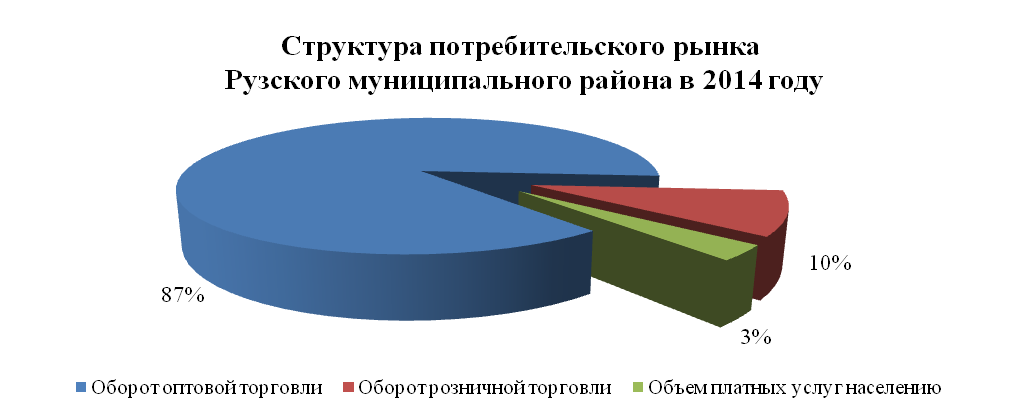 Структура потребительского рынка
Рузского муниципального района в 2014 году
87%
10%
3%
Оборот оптовой торговли
Оборот розничной торговли
Объем платных услуг населению